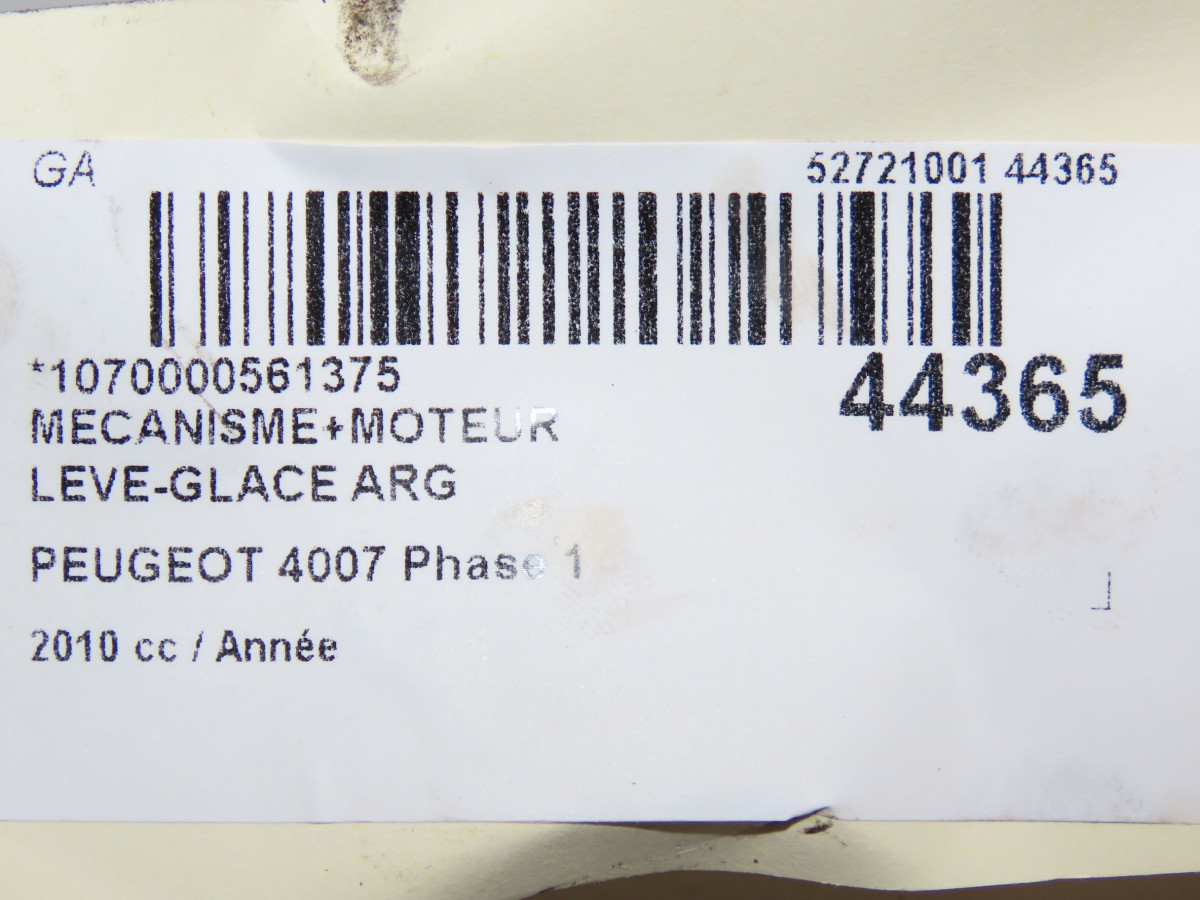 GA
52721001 44365
*1070000561375
44365
MECANISME+MOTEUR
LEVE-GLACE ARG
PEUGEOT 4007 Phase 1
2010 cc / Année